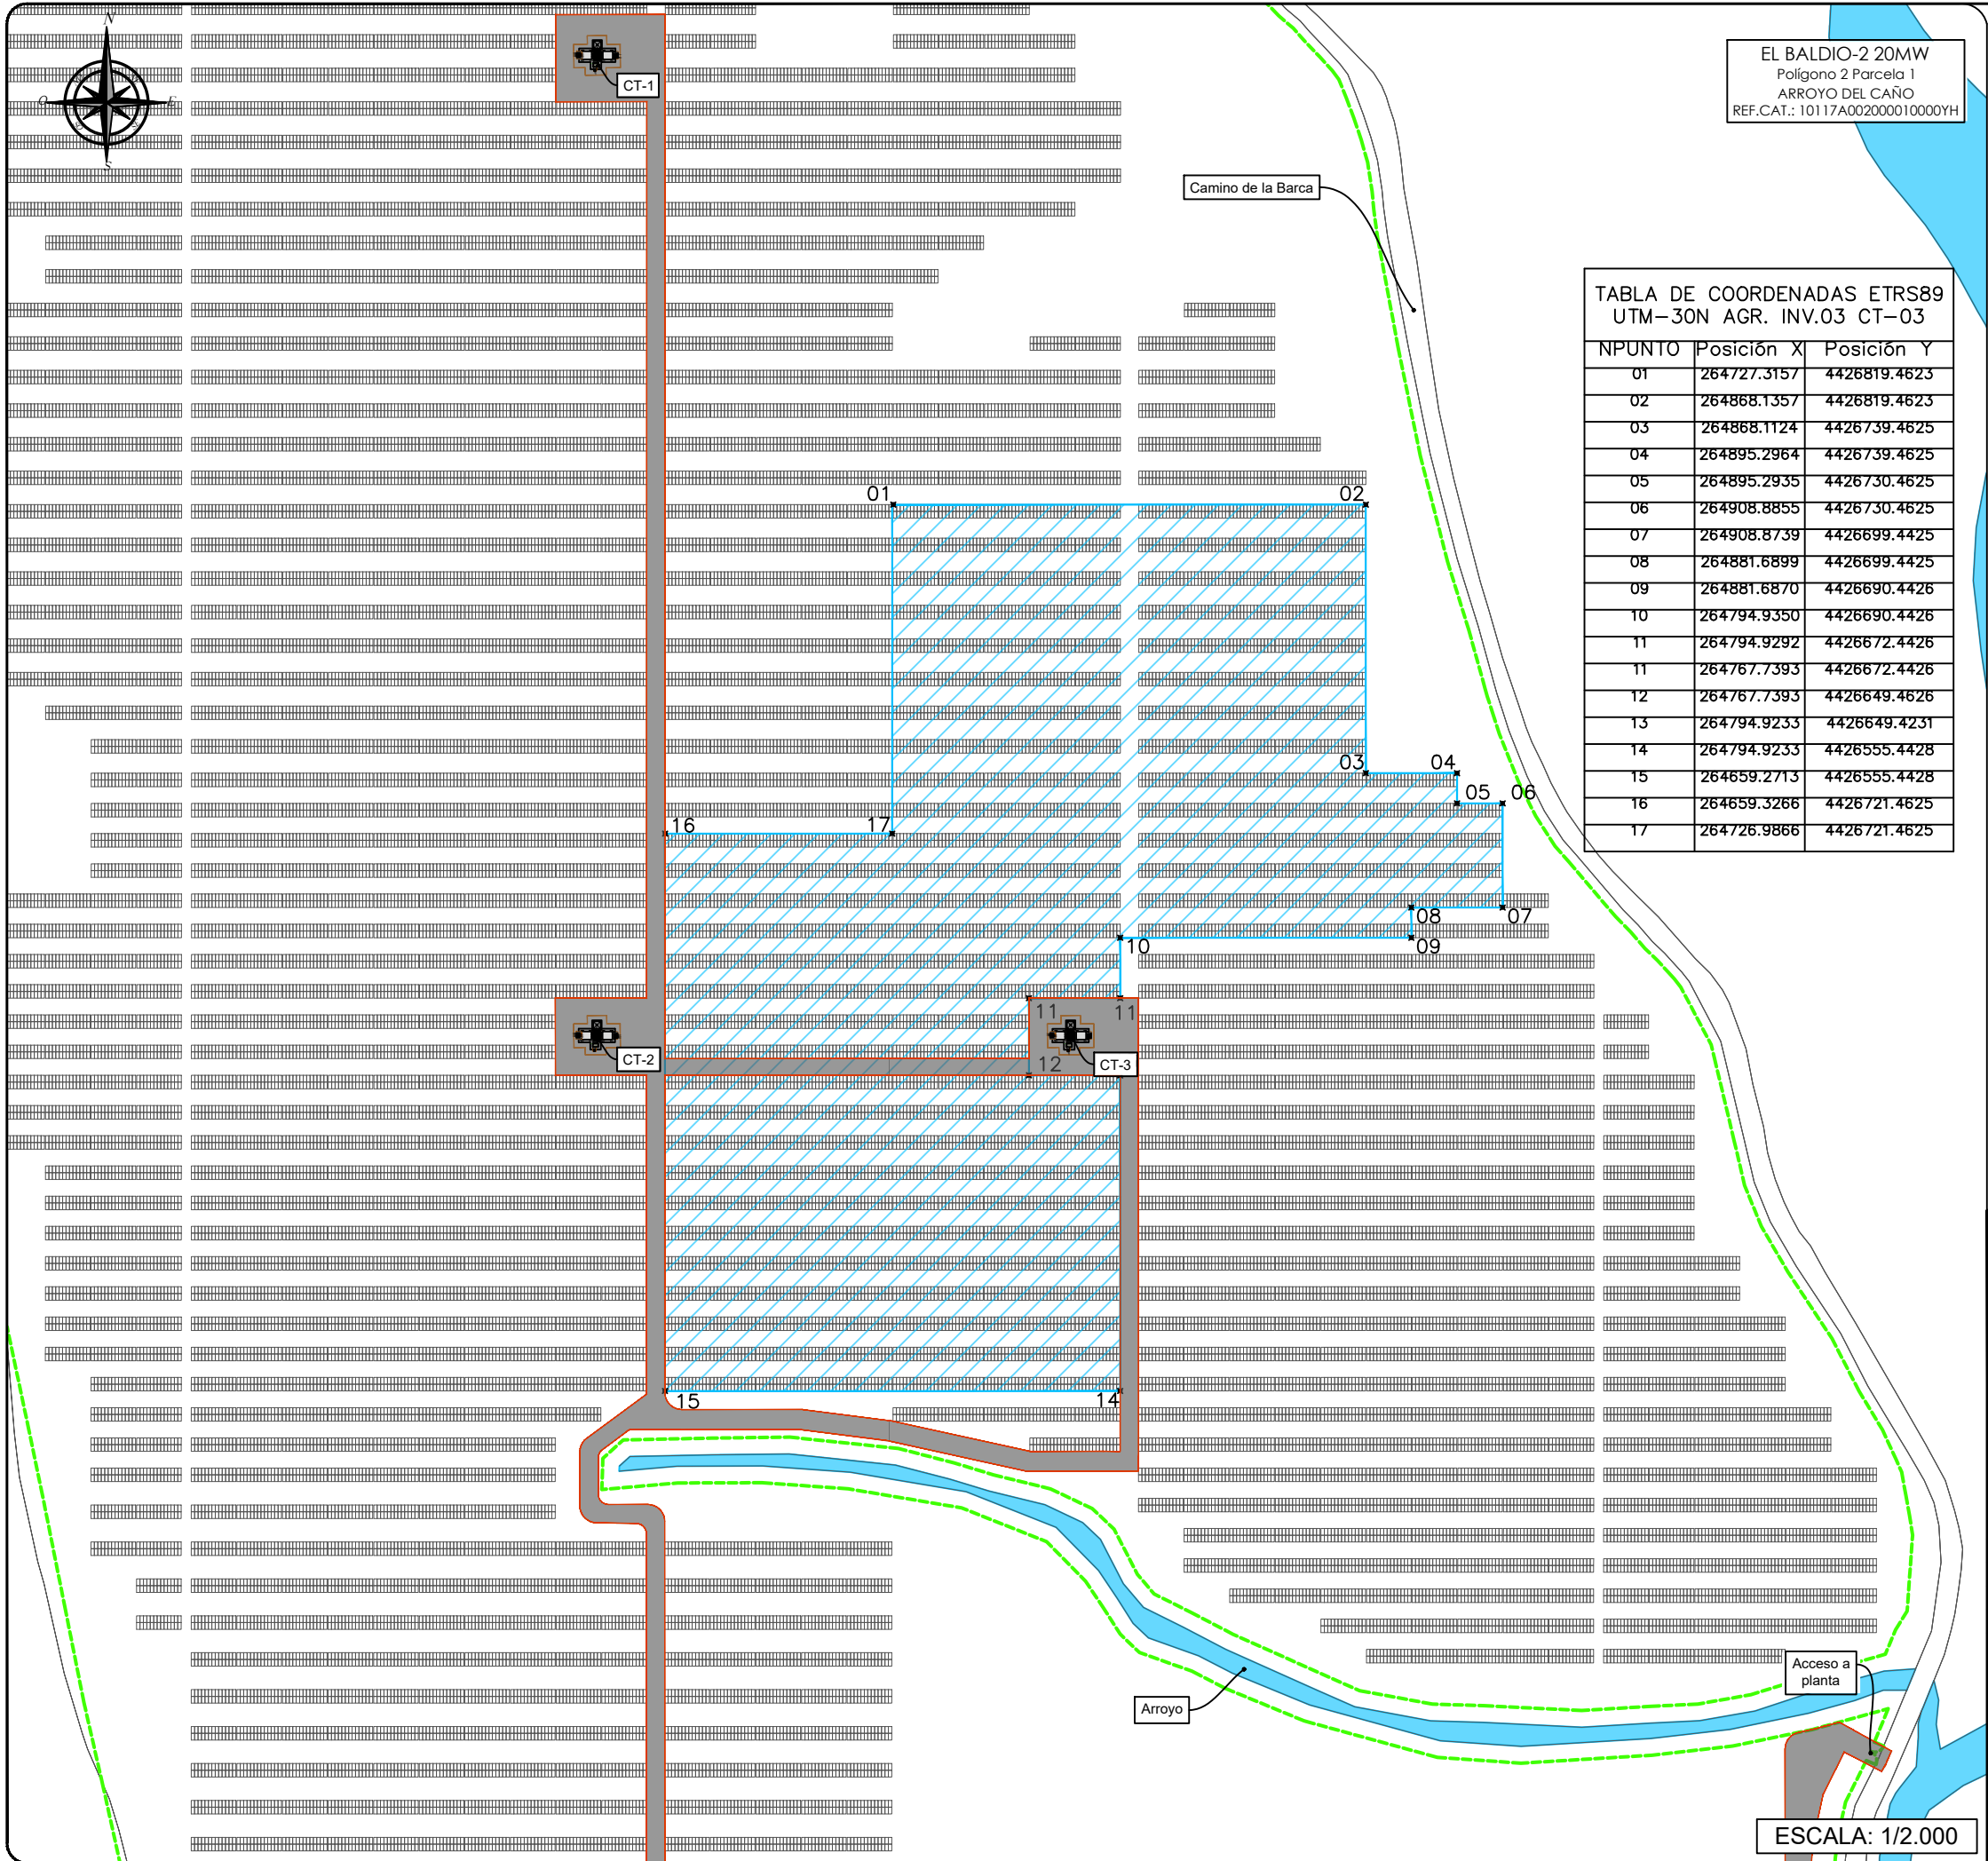 N
O
E
S
CT-1
EL BALDIO-2 20MW
Polígono 2 Parcela 1
ARROYO DEL CAÑO
REF.CAT.: 10117A002000010000YH
Camino de la Barca
TABLA DE COORDENADAS ETRS89
UTM-30N AGR. INV.03 CT-03
NPUNTO Posición X Posición Y
01 264727.3157 4426819.4623
02 264868.1357 4426819.4623
03 264868.1124 4426739.4625
04 264895.2964 4426739.4625
05 264895.2935 4426730.4625
06 264908.8855 4426730.4625
07 264908.8739 4426699.4425
08 264881.6899 4426699.4425
09 264881.6870 4426690.4426
10 264794.9350 4426690.4426
11 264794.9292 4426672.4426
11 264767.7393 4426672.4426
12 264767.7393 4426649.4626
13 264794.9233 4426649.4231
14 264794.9233 4426555.4428
15 264659.2713 4426555.4428
16 264659.3266 4426721.4625
17 264726.9866 4426721.4625
01
02
03
04
05
06
16
17
08
07
10
09
11
11
CT-2
12
CT-3
15
14
Acceso a
planta
Arroyo
ESCALA: 1/2.000